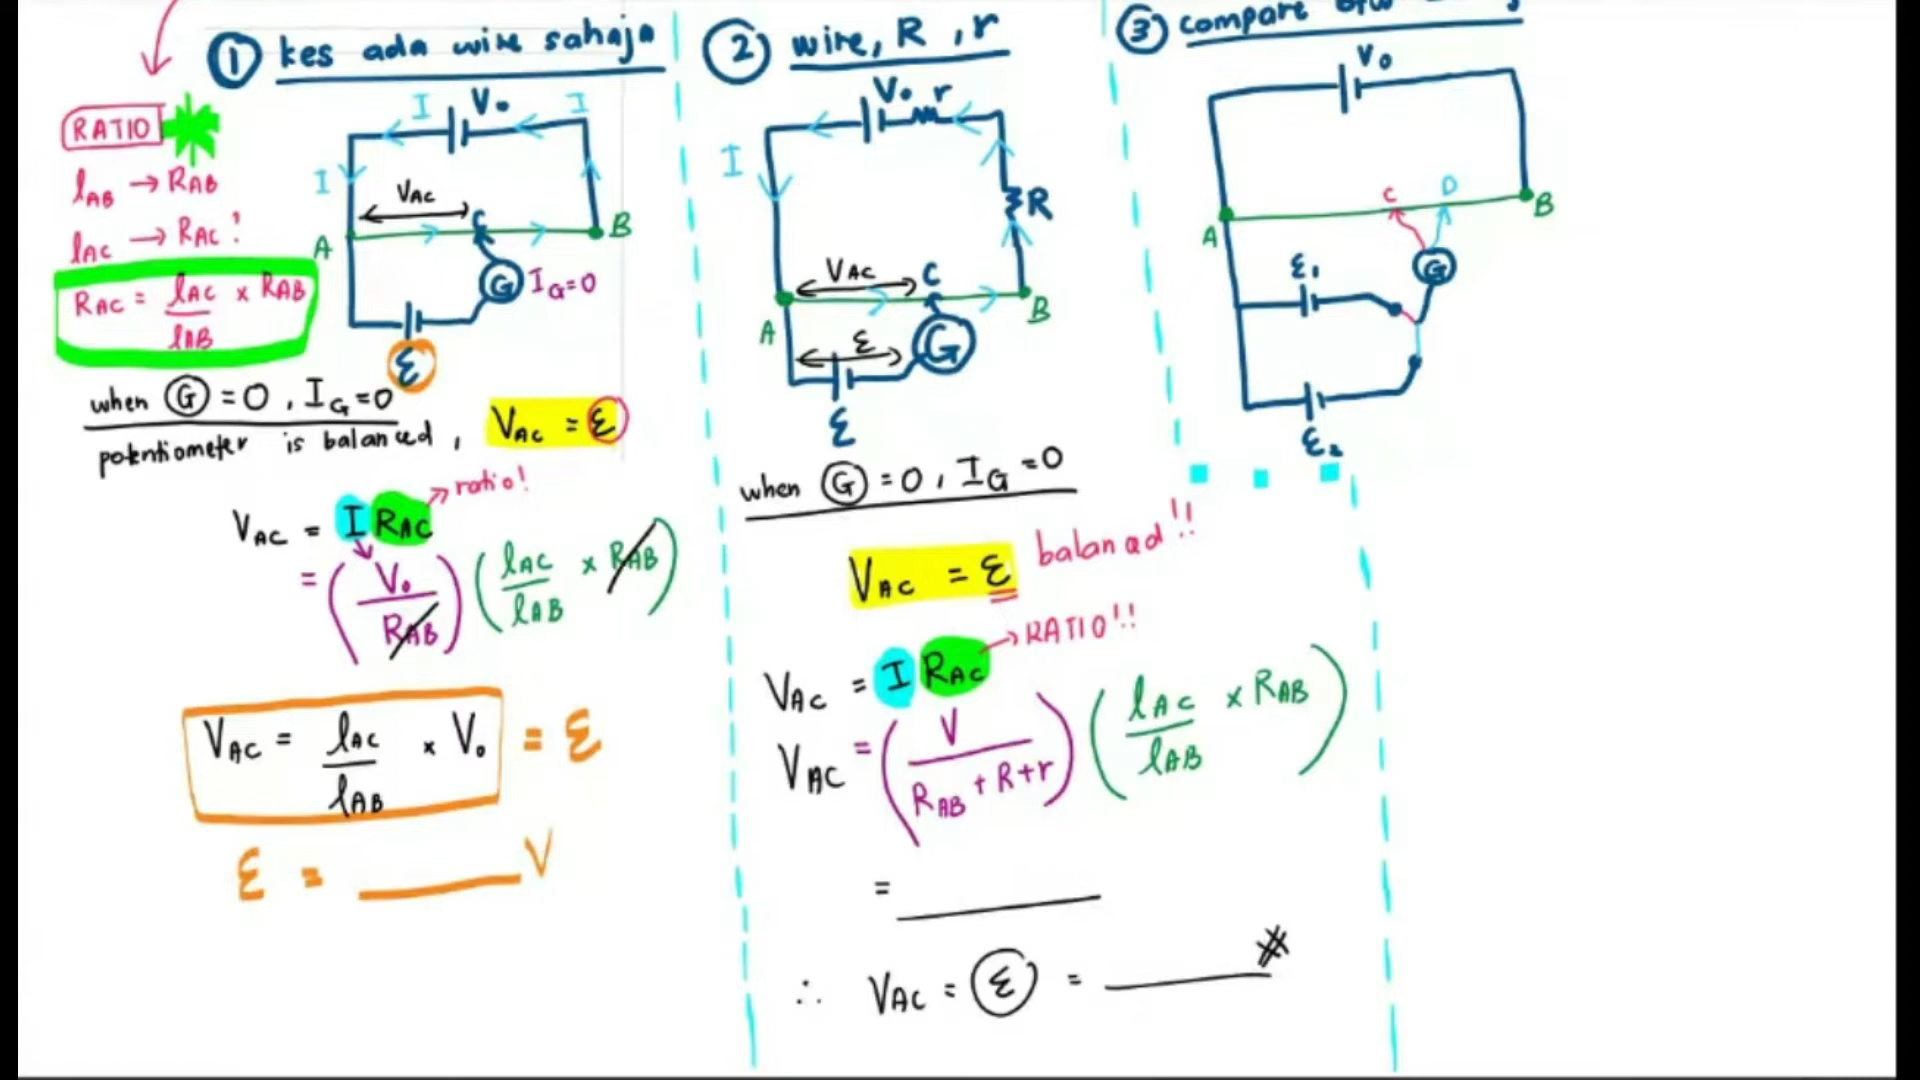 ① kes ada wire sahaja
RATIO
lAB → RAB
lAC → RAC !
RAC = lAC / lAB × RAB
I
V₀
I
I
VAC
C
A
B
G
IG = 0
ε
when G = 0 , IG = 0
potentiometer is balanced , VAC = ε
VAC = I RAC → ratio!
= ( V₀ / RAB ) ( lAC / lAB × RAB )
VAC = lAC / lAB × V₀ = ε
ε = ______ V
② wire, R , r
V₀ r
I
R
VAC
C
A
B
ε
G
ε
when G = 0 , IG = 0
VAC = ε balanced !!
VAC = I RAC → RATIO !!
VAC = ( V / RAB + R + r ) ( lAC / lAB × RAB )
= ______
∴ VAC = ε = ______ #
③ compare
V₀
C
D
A
B
G
ε₁
ε₂